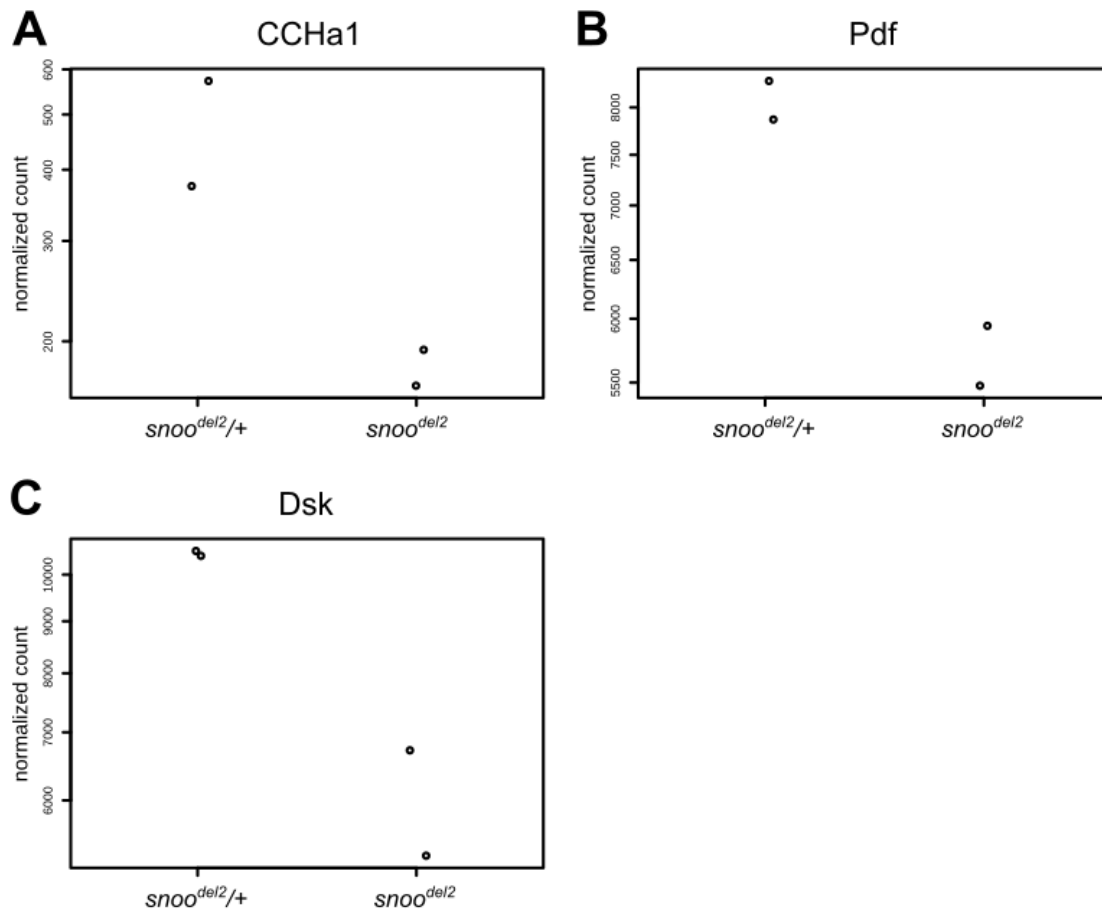 A
CCHa1
normalized count
600
500
400
300
200
snoo^del2/+
snoo^del2
B
Pdf
normalized count
8000
7500
7000
6500
6000
5500
snoo^del2/+
snoo^del2
C
Dsk
normalized count
10000
9000
8000
7000
6000
snoo^del2/+
snoo^del2